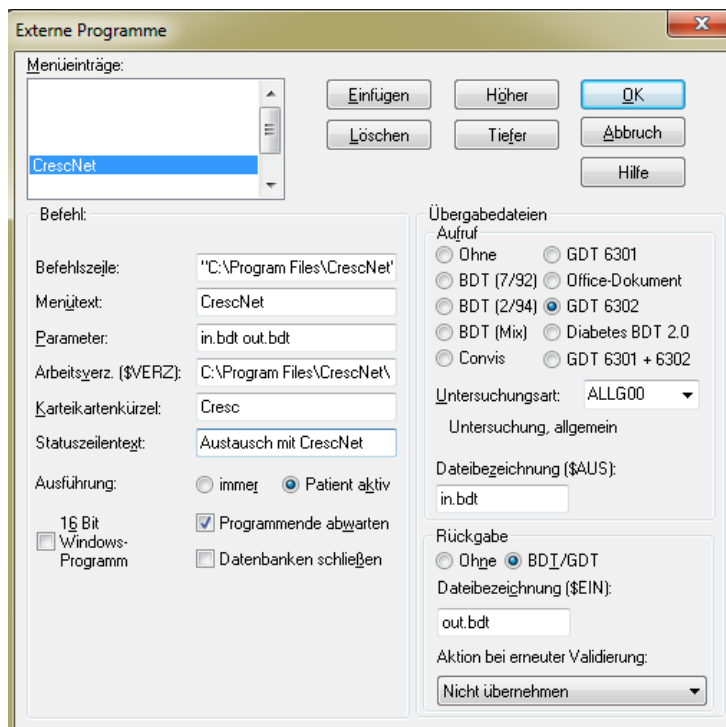 Externe Programme
Menüeinträge:
CrescNet
Einfügen
Höher
OK
Löschen
Tiefer
Abbruch
Hilfe
Befehl:
Befehlszeile: "C:\Program Files\CrescNet"
Menütext: CrescNet
Parameter: in.bdt out.bdt
Arbeitsverz. ($VERZ): C:\Program Files\CrescNet\
Karteikartenkürzel: Cresc
Statuszeilentext: Austausch mit CrescNet
Ausführung: immer Patient aktiv
16 Bit Windows-Programm
Programmende abwarten
Datenbanken schließen
Übergabedateien
Aufruf
Ohne GDT 6301
BDT (7/92) Office-Dokument
BDT (2/94) GDT 6302
BDT (Mix) Diabetes BDT 2.0
Convis GDT 6301 + 6302
Untersuchungsart: ALLG00
Untersuchung, allgemein
Dateibezeichnung ($AUS):
in.bdt
Rückgabe
Ohne BDT/GDT
Dateibezeichnung ($EIN):
out.bdt
Aktion bei erneuter Validierung:
Nicht übernehmen